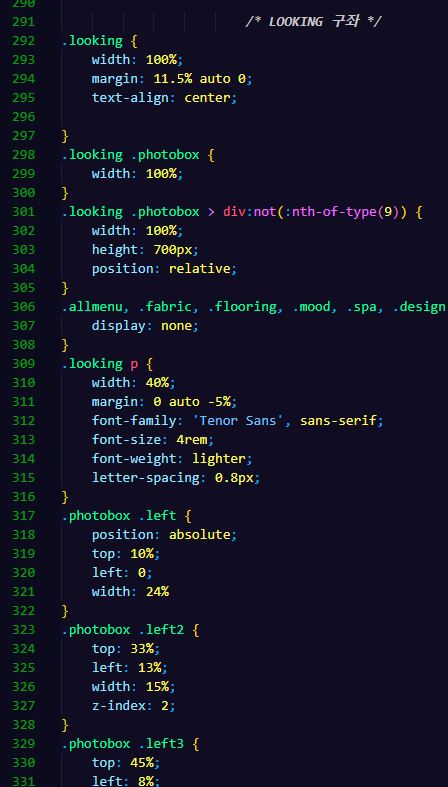 290
291 /* LOOKING 구좌 */
292 .looking {
293 width: 100%;
294 margin: 11.5% auto 0;
295 text-align: center;
296
297 }
298 .looking .photobox {
299 width: 100%;
300 }
301 .looking .photobox > div:not(:nth-of-type(9)) {
302 width: 100%;
303 height: 700px;
304 position: relative;
305 }
306 .allmenu, .fabric, .flooring, .mood, .spa, .design
307 display: none;
308 }
309 .looking p {
310 width: 40%;
311 margin: 0 auto -5%;
312 font-family: 'Tenor Sans', sans-serif;
313 font-size: 4rem;
314 font-weight: lighter;
315 letter-spacing: 0.8px;
316 }
317 .photobox .left {
318 position: absolute;
319 top: 10%;
320 left: 0;
321 width: 24%
322 }
323 .photobox .left2 {
324 top: 33%;
325 left: 13%;
326 width: 15%;
327 z-index: 2;
328 }
329 .photobox .left3 {
330 top: 45%;
331 left: 8%;